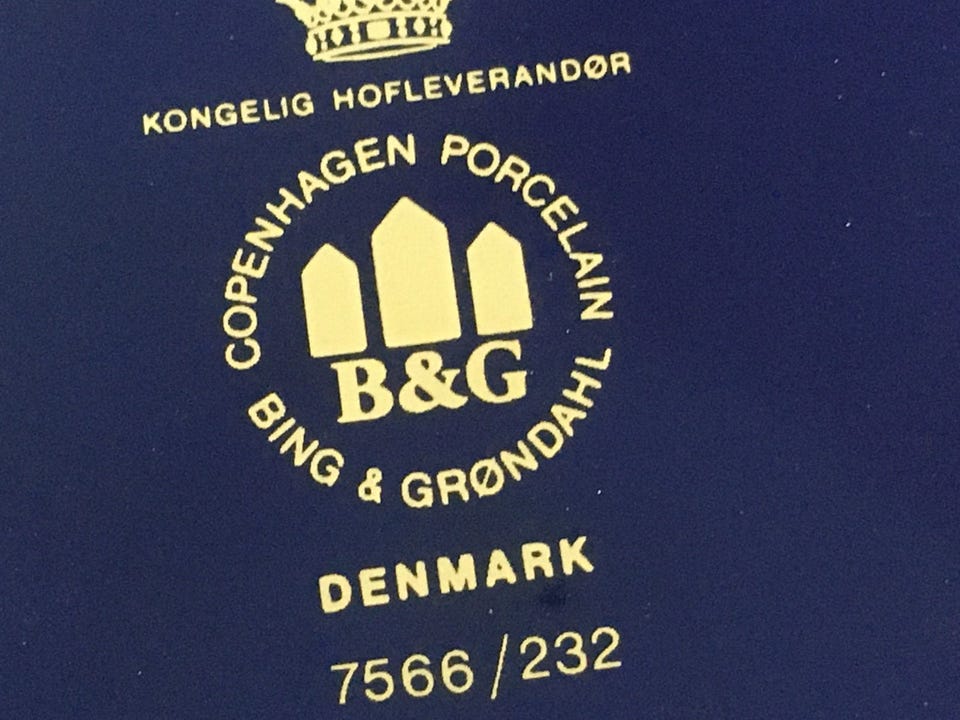 KONGELIG HOFLEVERANDØR
COPENHAGEN PORCELAIN
B&G
BING & GRØNDAHL
DENMARK
7566/232